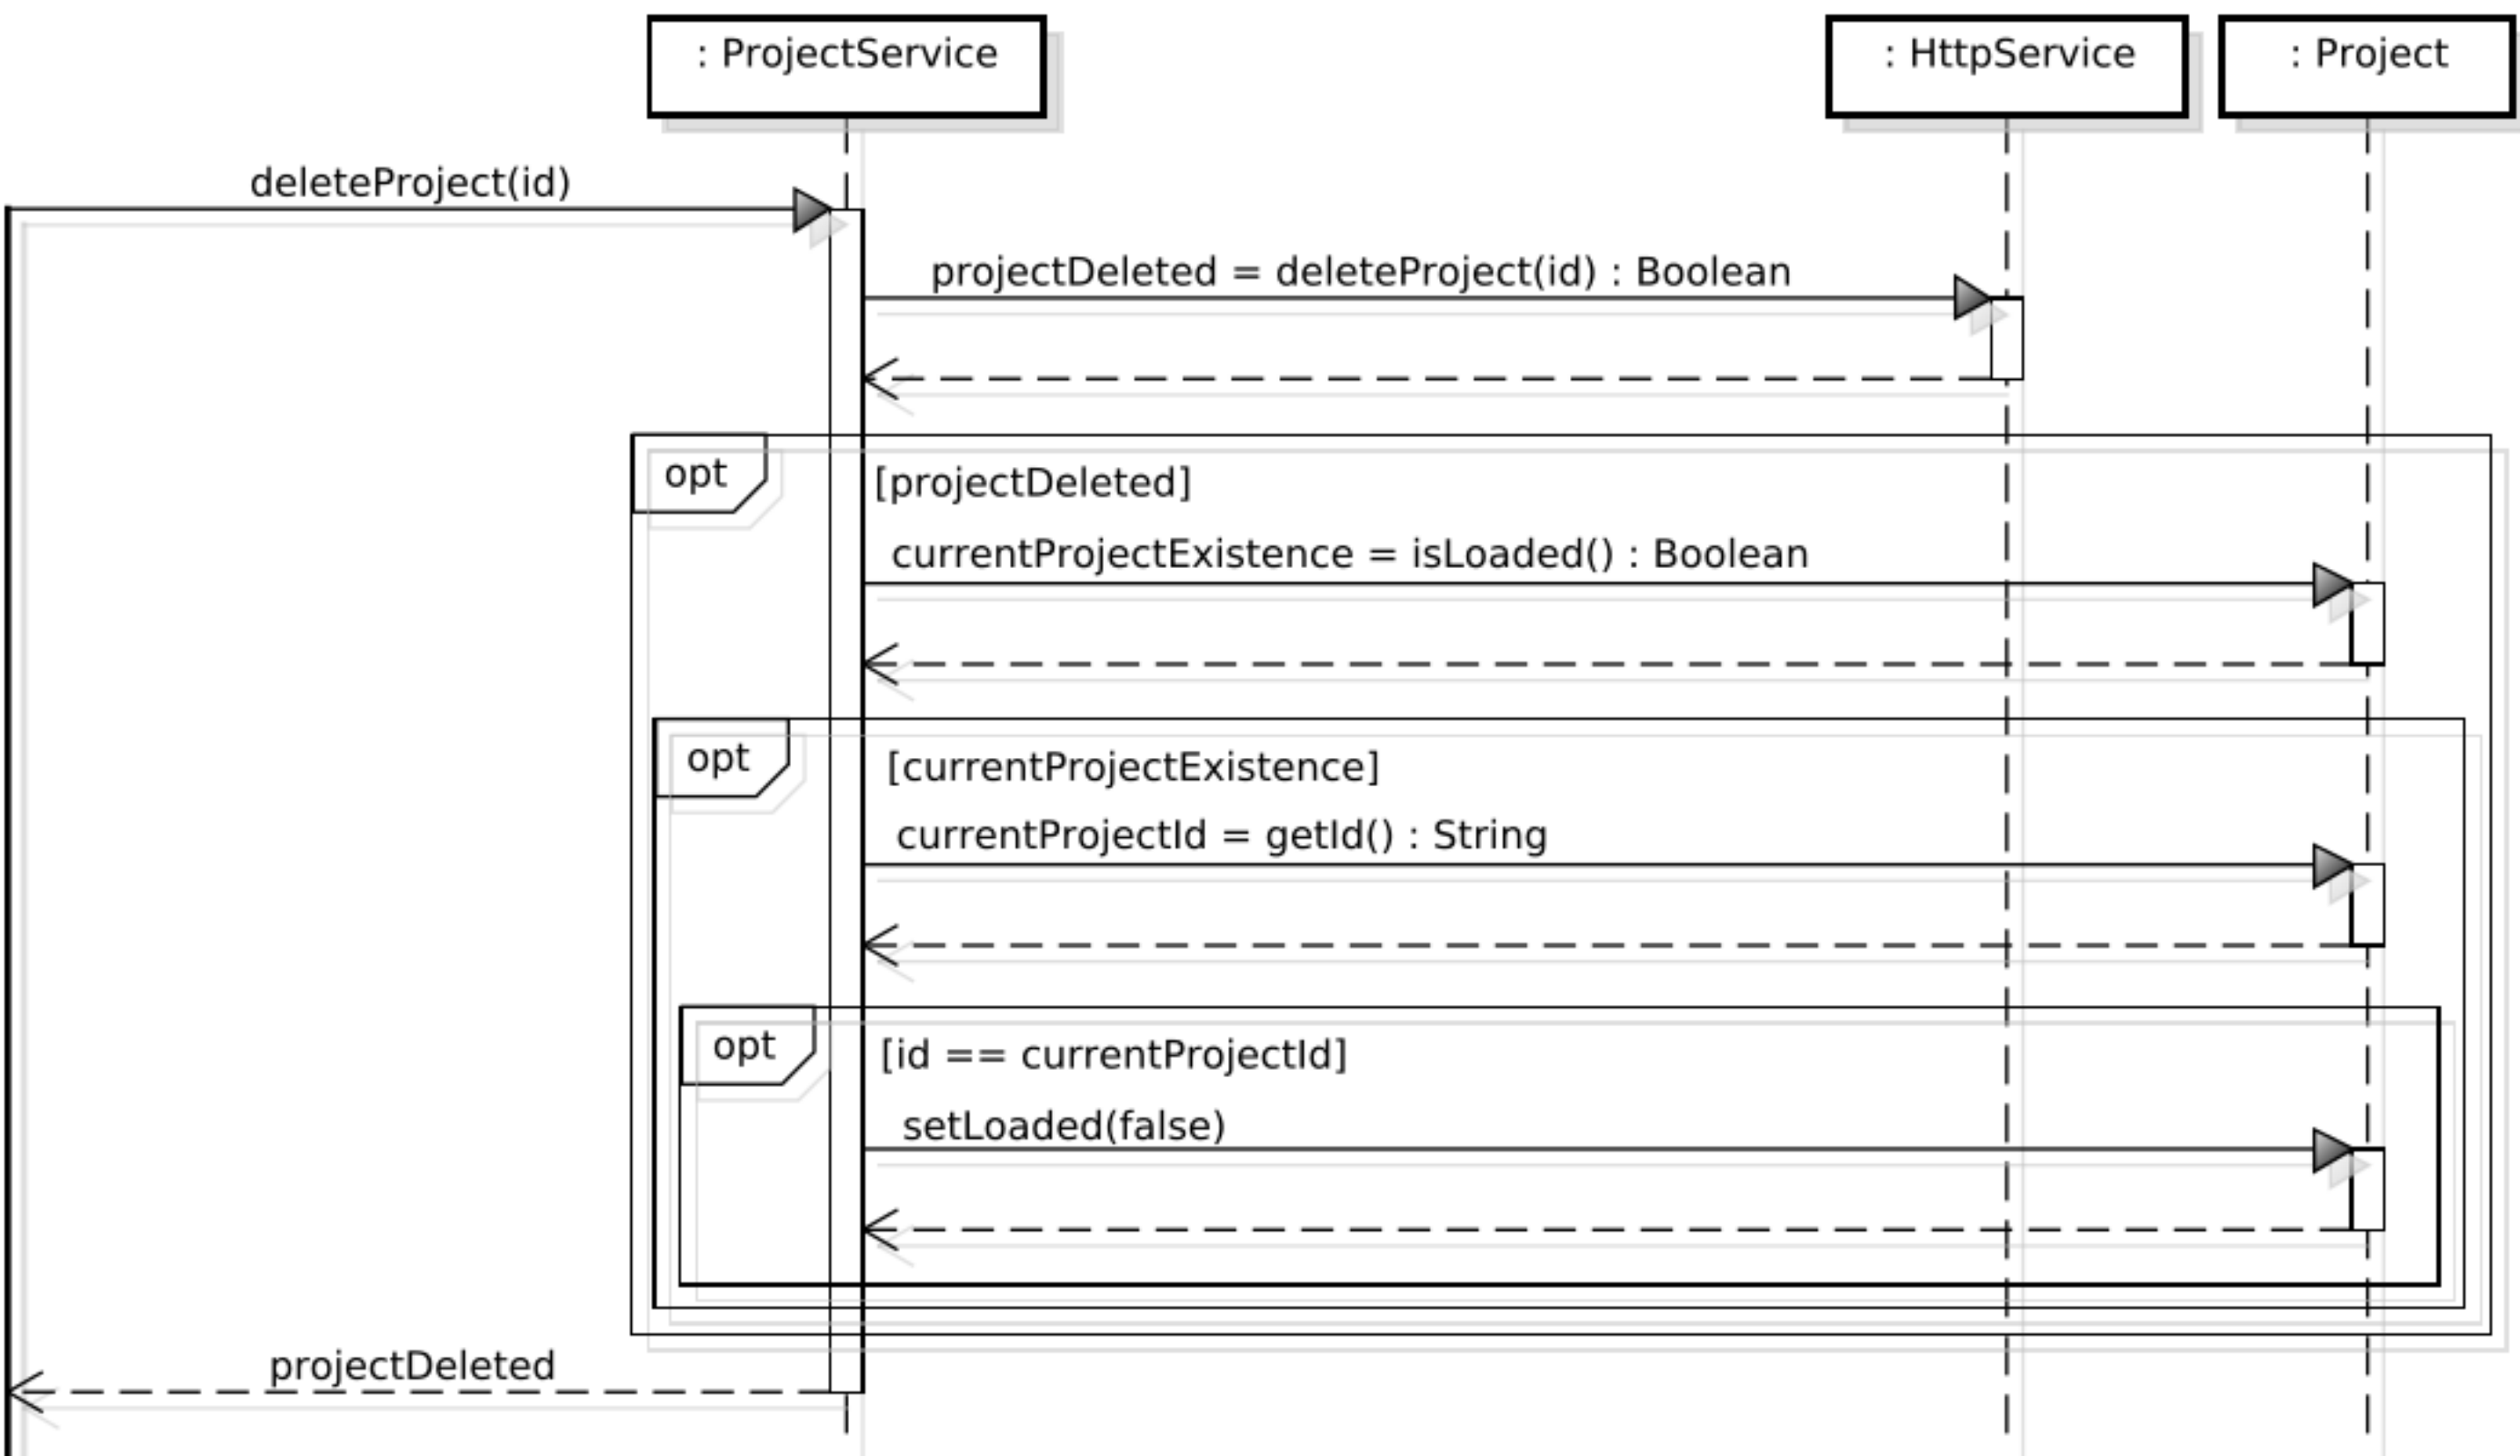 : ProjectService
: HttpService
: Project
deleteProject(id)
projectDeleted = deleteProject(id) : Boolean
opt
[projectDeleted]
currentProjectExistence = isLoaded() : Boolean
opt
[currentProjectExistence]
currentProjectId = getId() : String
opt
[id == currentProjectId]
setLoaded(false)
projectDeleted